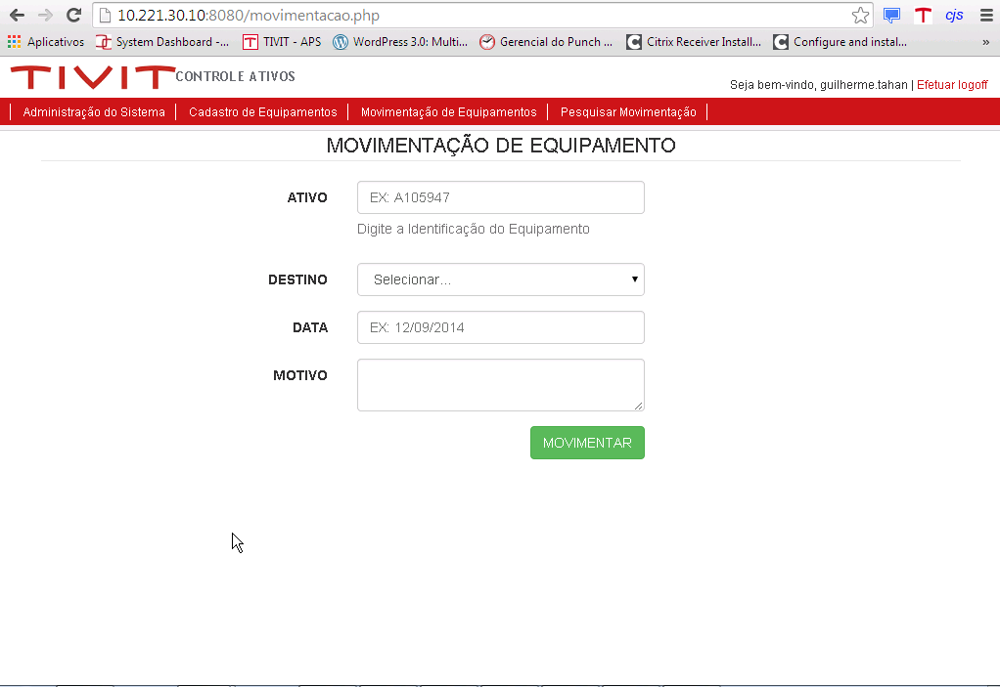 10.221.30.10:8080/movimentacao.php
cjs
Aplicativos System Dashboard -... TIVIT - APS WordPress 3.0: Multi... Gerencial do Punch ... Citrix Receiver Install... Configure and instal... »
TIVIT CONTROLE ATIVOS
Seja bem-vindo, guilherme.tahan | Efetuar logoff
Administração do Sistema Cadastro de Equipamentos Movimentação de Equipamentos Pesquisar Movimentação
MOVIMENTAÇÃO DE EQUIPAMENTO
ATIVO EX: A105947
Digite a Identificação do Equipamento
DESTINO Selecionar...
DATA EX: 12/09/2014
MOTIVO
MOVIMENTAR